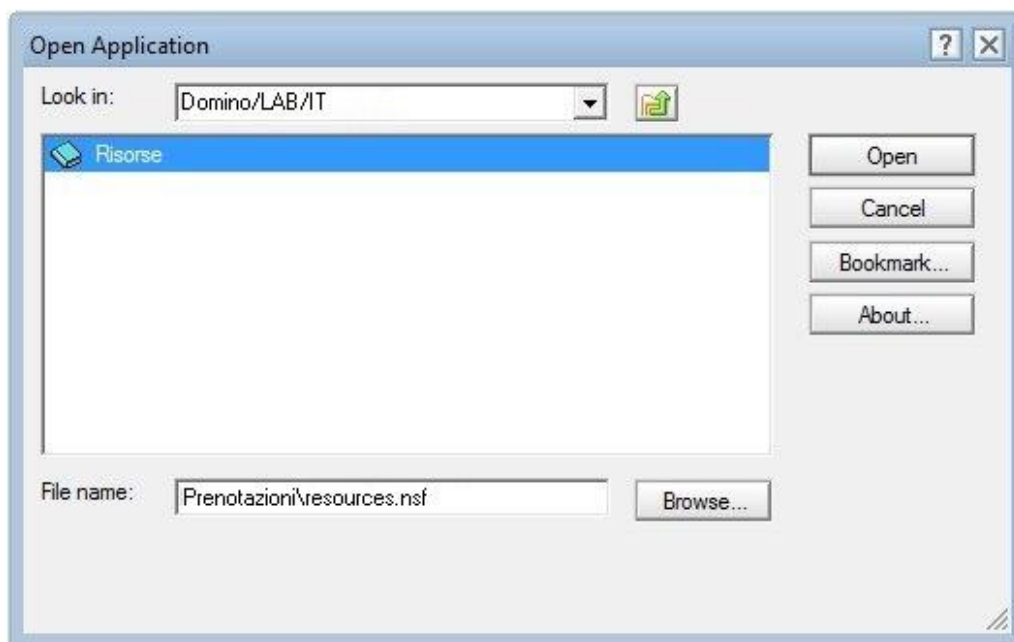 Open Application
?
Look in:
Domino/LAB/IT
Risorse
Open
Cancel
Bookmark...
About...
File name:
Prenotazioni\resources.nsf
Browse...